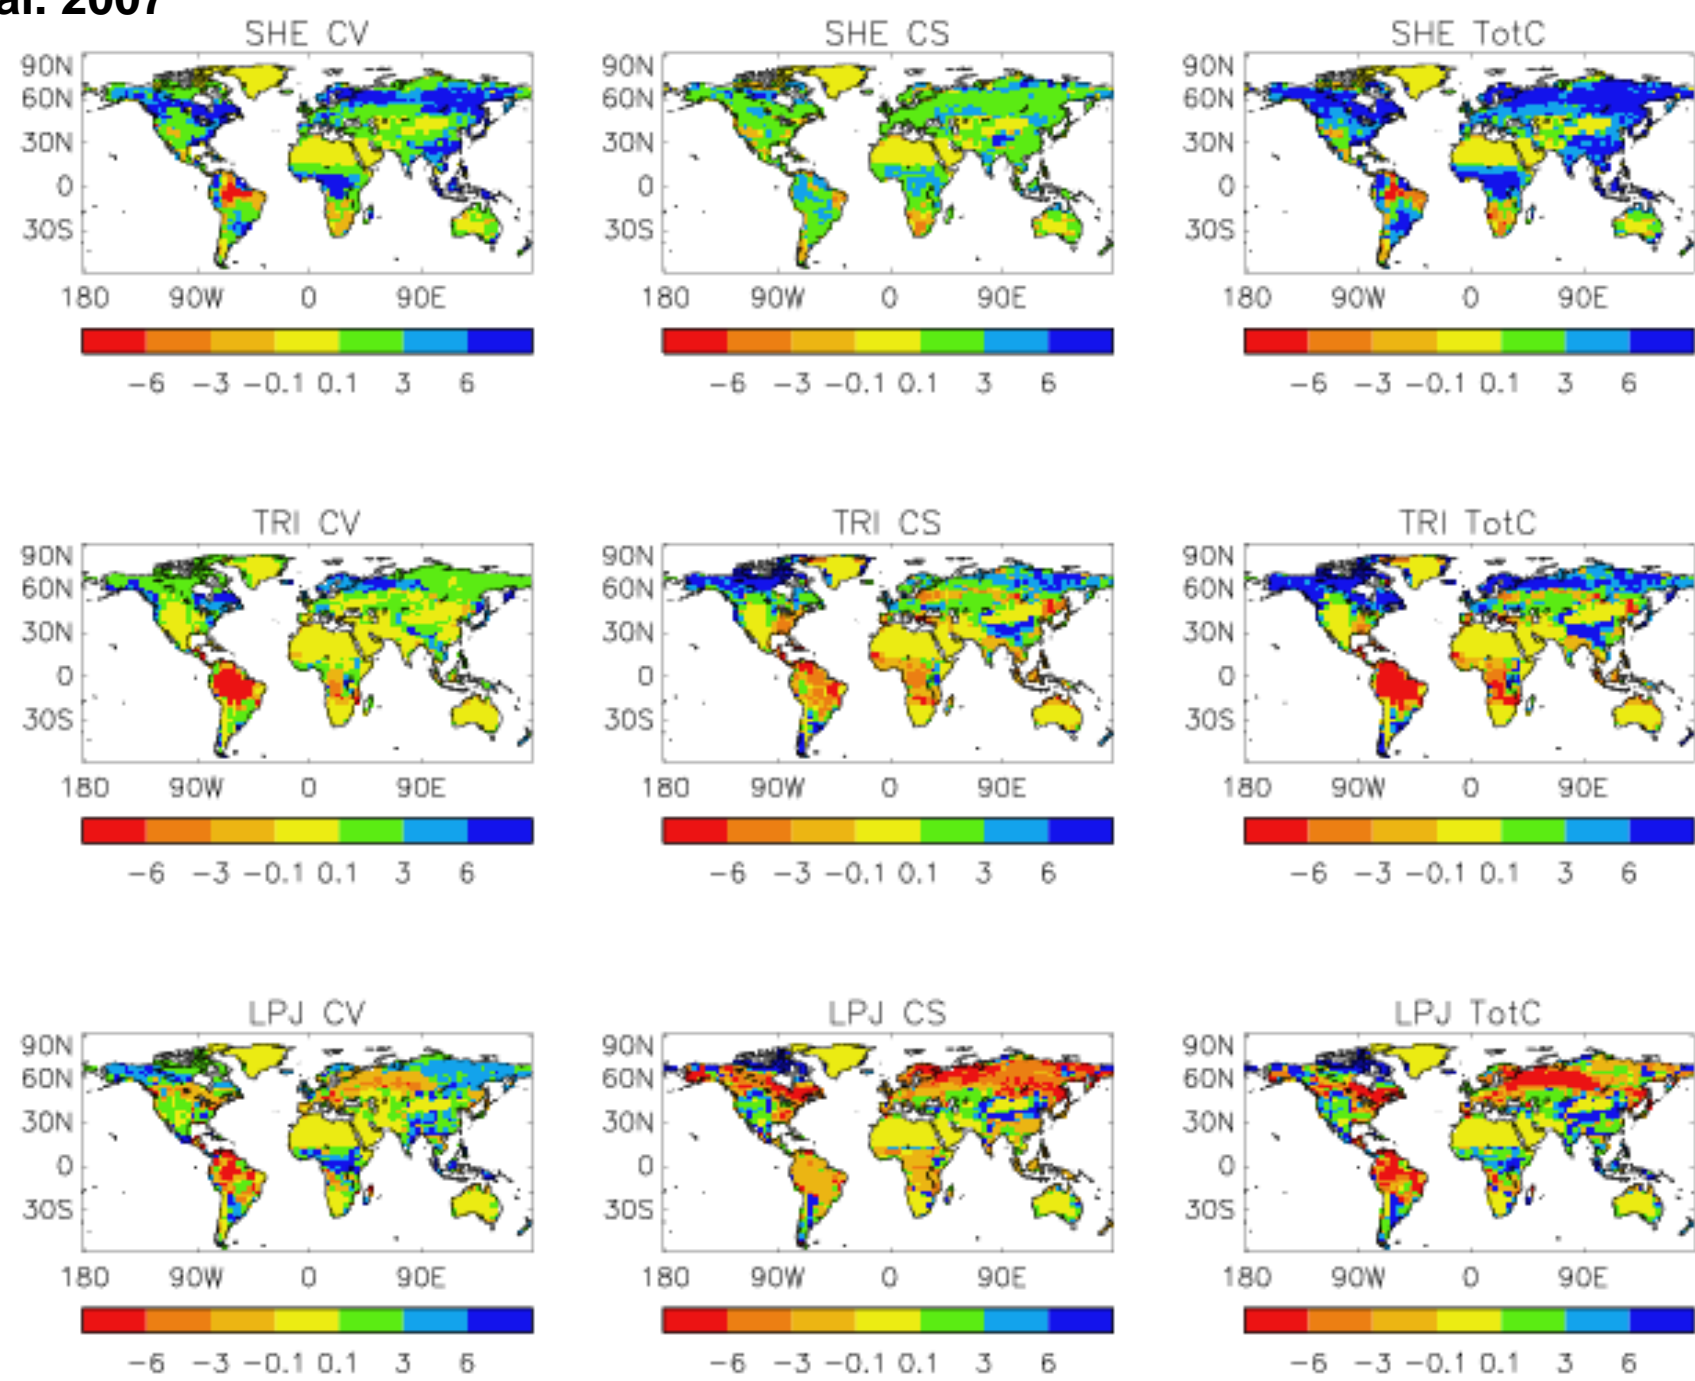 al. 2007
SHE CV SHE CS SHE TotC
90N 90N 90N
60N 60N 60N
30N 30N 30N
0 0 0
30S 30S 30S
180 90W 0 90E 180 90W 0 90E 180 90W 0 90E
−6 −3 −0.1 0.1 3 6 −6 −3 −0.1 0.1 3 6 −6 −3 −0.1 0.1 3 6
TRI CV TRI CS TRI TotC
90N 90N 90N
60N 60N 60N
30N 30N 30N
0 0 0
30S 30S 30S
180 90W 0 90E 180 90W 0 90E 180 90W 0 90E
−6 −3 −0.1 0.1 3 6 −6 −3 −0.1 0.1 3 6 −6 −3 −0.1 0.1 3 6
LPJ CV LPJ CS LPJ TotC
90N 90N 90N
60N 60N 60N
30N 30N 30N
0 0 0
30S 30S 30S
180 90W 0 90E 180 90W 0 90E 180 90W 0 90E
−6 −3 −0.1 0.1 3 6 −6 −3 −0.1 0.1 3 6 −6 −3 −0.1 0.1 3 6